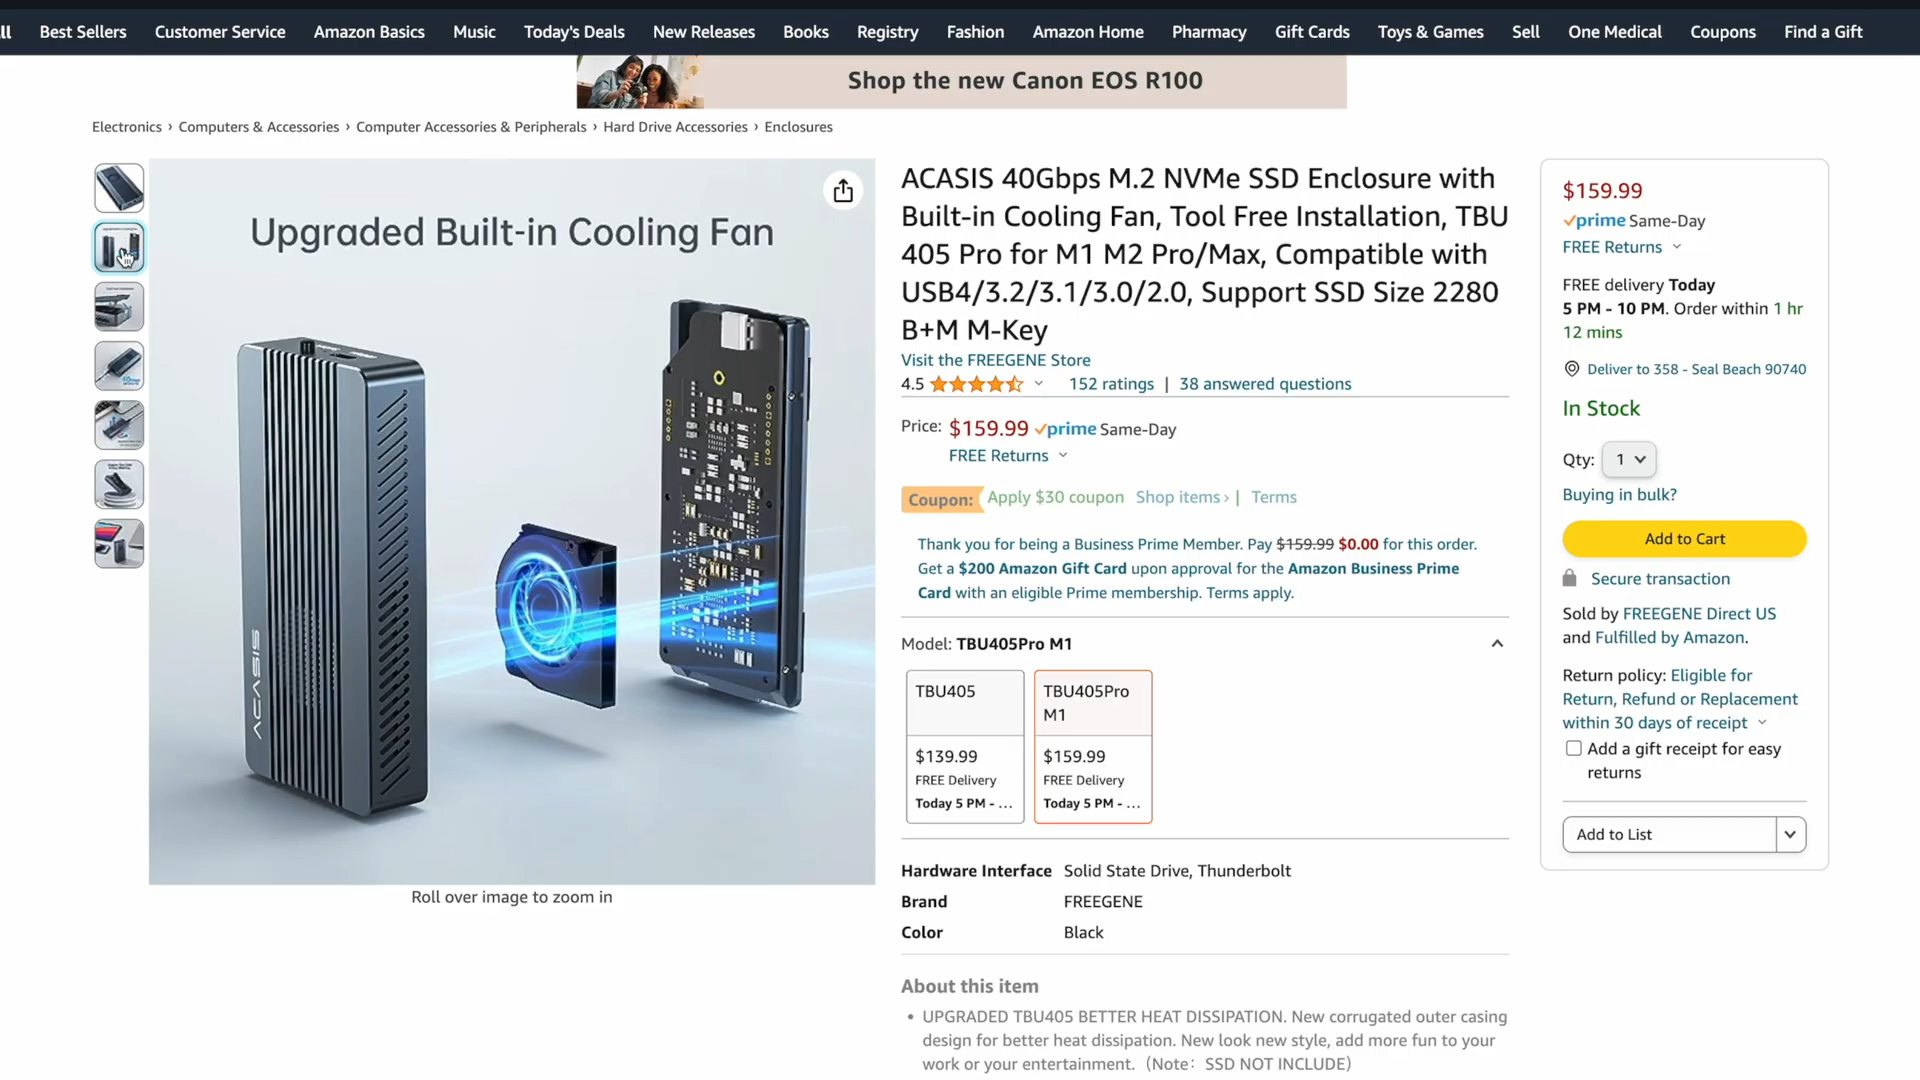 ll Best Sellers Customer Service Amazon Basics Music Today's Deals New Releases Books Registry Fashion Amazon Home Pharmacy Gift Cards Toys & Games Sell One Medical Coupons Find a Gift
Shop the new Canon EOS R100
Electronics › Computers & Accessories › Computer Accessories & Peripherals › Hard Drive Accessories › Enclosures
Upgraded Built-in Cooling Fan
ACASIS
Roll over image to zoom in
ACASIS 40Gbps M.2 NVMe SSD Enclosure with
Built-in Cooling Fan, Tool Free Installation, TBU
405 Pro for M1 M2 Pro/Max, Compatible with
USB4/3.2/3.1/3.0/2.0, Support SSD Size 2280
B+M M-Key
Visit the FREEGENE Store
4.5 152 ratings | 38 answered questions
Price: $159.99 prime Same-Day
FREE Returns
Coupon: Apply $30 coupon Shop items › | Terms
Thank you for being a Business Prime Member. Pay $159.99 $0.00 for this order.
Get a $200 Amazon Gift Card upon approval for the Amazon Business Prime
Card with an eligible Prime membership. Terms apply.
Model: TBU405Pro M1
TBU405
$139.99
FREE Delivery
Today 5 PM - ...
TBU405Pro
M1
$159.99
FREE Delivery
Today 5 PM - ...
Hardware Interface Solid State Drive, Thunderbolt
Brand FREEGENE
Color Black
About this item
• UPGRADED TBU405 BETTER HEAT DISSIPATION. New corrugated outer casing
design for better heat dissipation. New look new style, add more fun to your
work or your entertainment.（Note：SSD NOT INCLUDE）
$159.99
prime Same-Day
FREE Returns
FREE delivery Today
5 PM - 10 PM. Order within 1 hr
12 mins
Deliver to 358 - Seal Beach 90740
In Stock
Qty: 1
Buying in bulk?
Add to Cart
Secure transaction
Sold by FREEGENE Direct US
and Fulfilled by Amazon.
Return policy: Eligible for
Return, Refund or Replacement
within 30 days of receipt
Add a gift receipt for easy
returns
Add to List